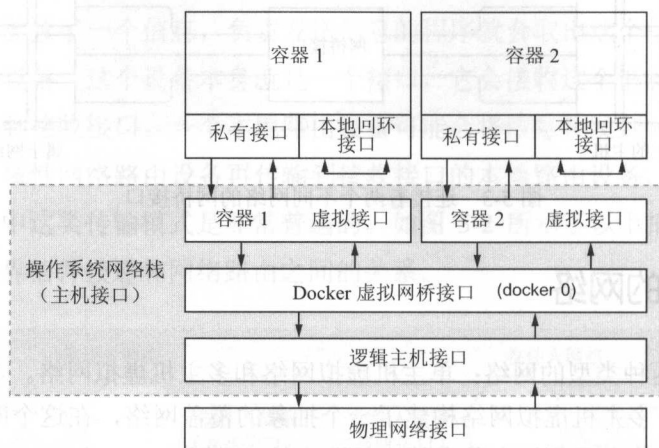 容器 1
容器 2
私有接口
本地回环
接口
私有接口
本地回环
接口
容器 1
虚拟接口
容器 2
虚拟接口
操作系统网络栈
（主机接口）
Docker 虚拟网桥接口 (docker 0)
逻辑主机接口
物理网络接口